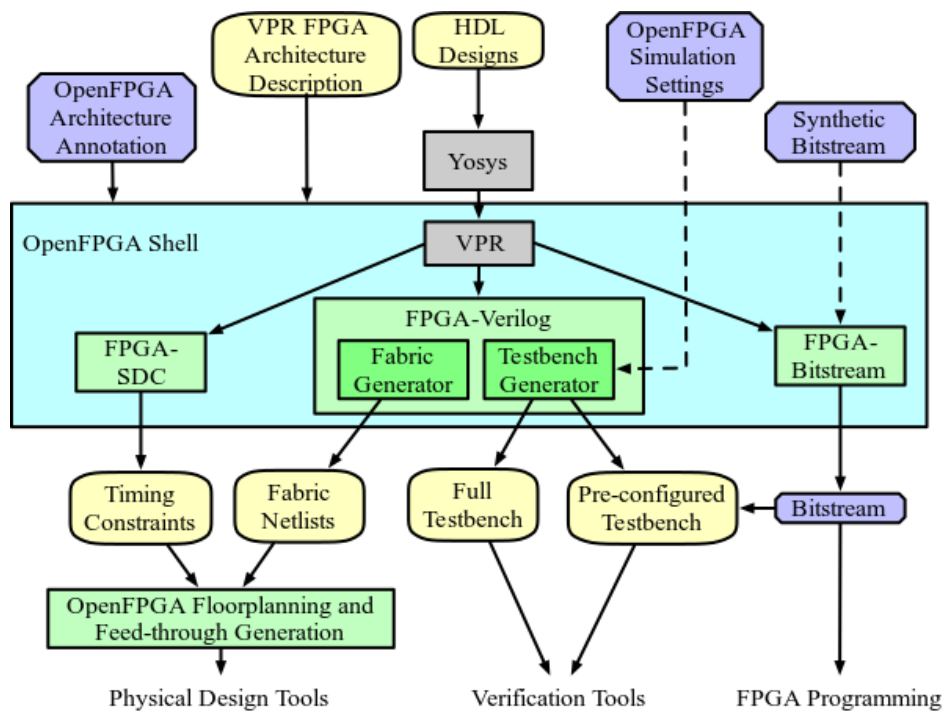 VPR FPGA
Architecture
Description
HDL
Designs
OpenFPGA
Simulation
Settings
OpenFPGA
Architecture
Annotation
Synthetic
Bitstream
Yosys
OpenFPGA Shell
VPR
FPGA-Verilog
FPGA-
SDC
Fabric
Generator
Testbench
Generator
FPGA-
Bitstream
Timing
Constraints
Fabric
Netlists
Full
Testbench
Pre-configured
Testbench
Bitstream
OpenFPGA Floorplanning and
Feed-through Generation
Physical Design Tools
Verification Tools
FPGA Programming